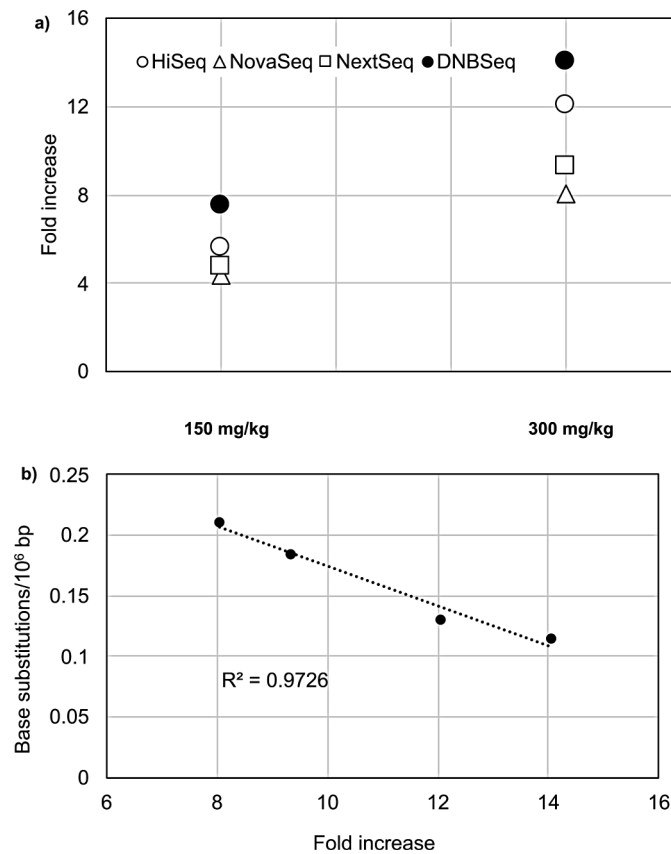 a)
16
12
8
4
0
Fold increase
○HiSeq △NovaSeq □NextSeq ●DNBSeq
150 mg/kg 300 mg/kg
b)
0.25
0.2
0.15
0.1
0.05
0
Base substitutions/10⁶ bp
R² = 0.9726
6 8 10 12 14 16
Fold increase